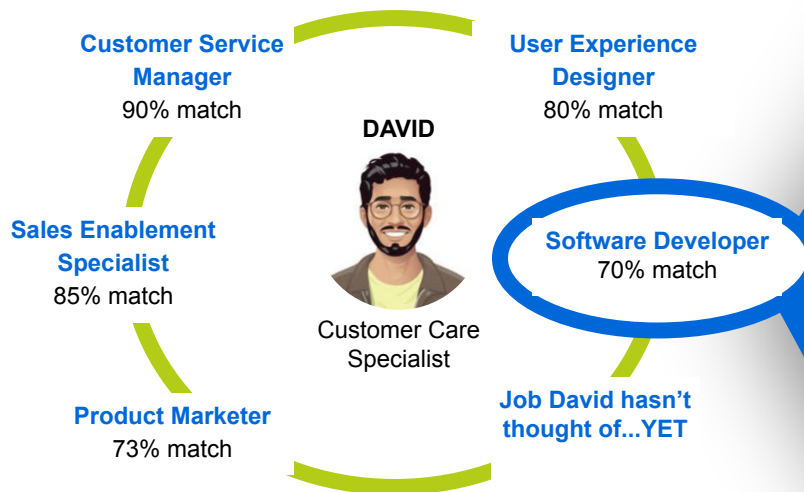 Customer Service
Manager
90% match
User Experience
Designer
80% match
DAVID
Sales Enablement
Specialist
85% match
Software Developer
70% match
Customer Care
Specialist
Product Marketer
73% match
Job David hasn’t
thought of...YET